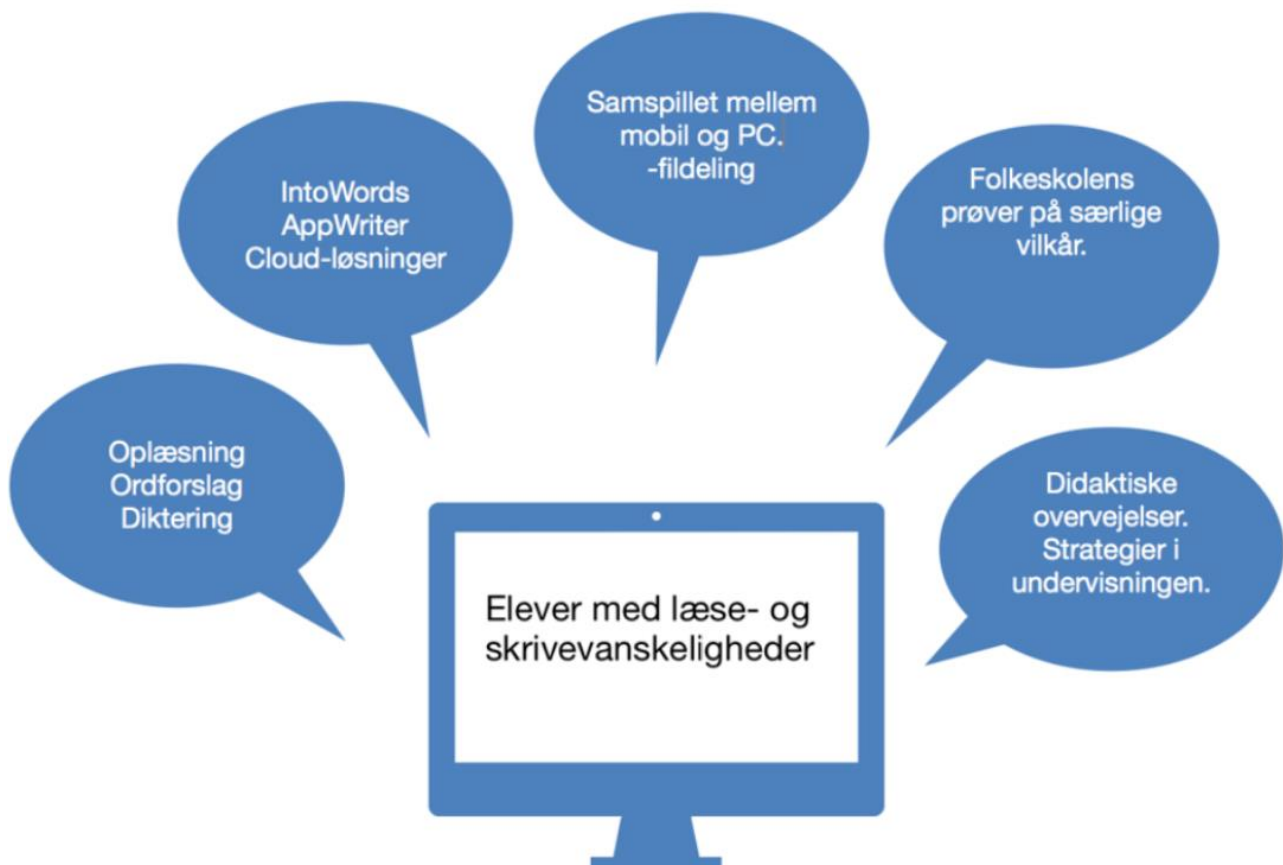 Samspillet mellem
mobil og PC.
-fildeling
IntoWords
AppWriter
Cloud-løsninger
Folkeskolens
prøver på særlige
vilkår.
Oplæsning
Ordforslag
Diktering
Didaktiske
overvejelser.
Strategier i
undervisningen.
Elever med læse- og
skrivevanskeligheder